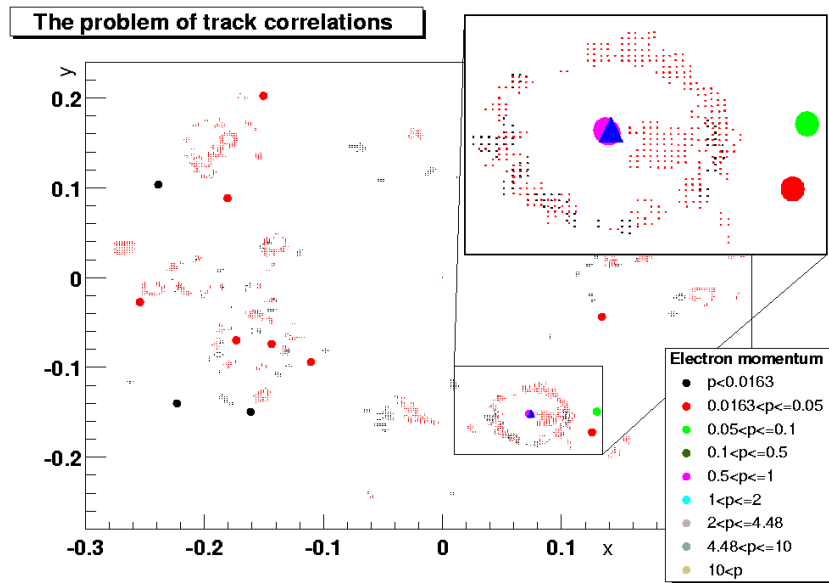 The problem of track correlations
y
0.2
0.1
0
-0.1
-0.2
-0.3
-0.2
-0.1
0
0.1
x
Electron momentum
p<0.0163
0.0163<p<=0.05
0.05<p<=0.1
0.1<p<=0.5
0.5<p<=1
1<p<=2
2<p<=4.48
4.48<p<=10
10<p